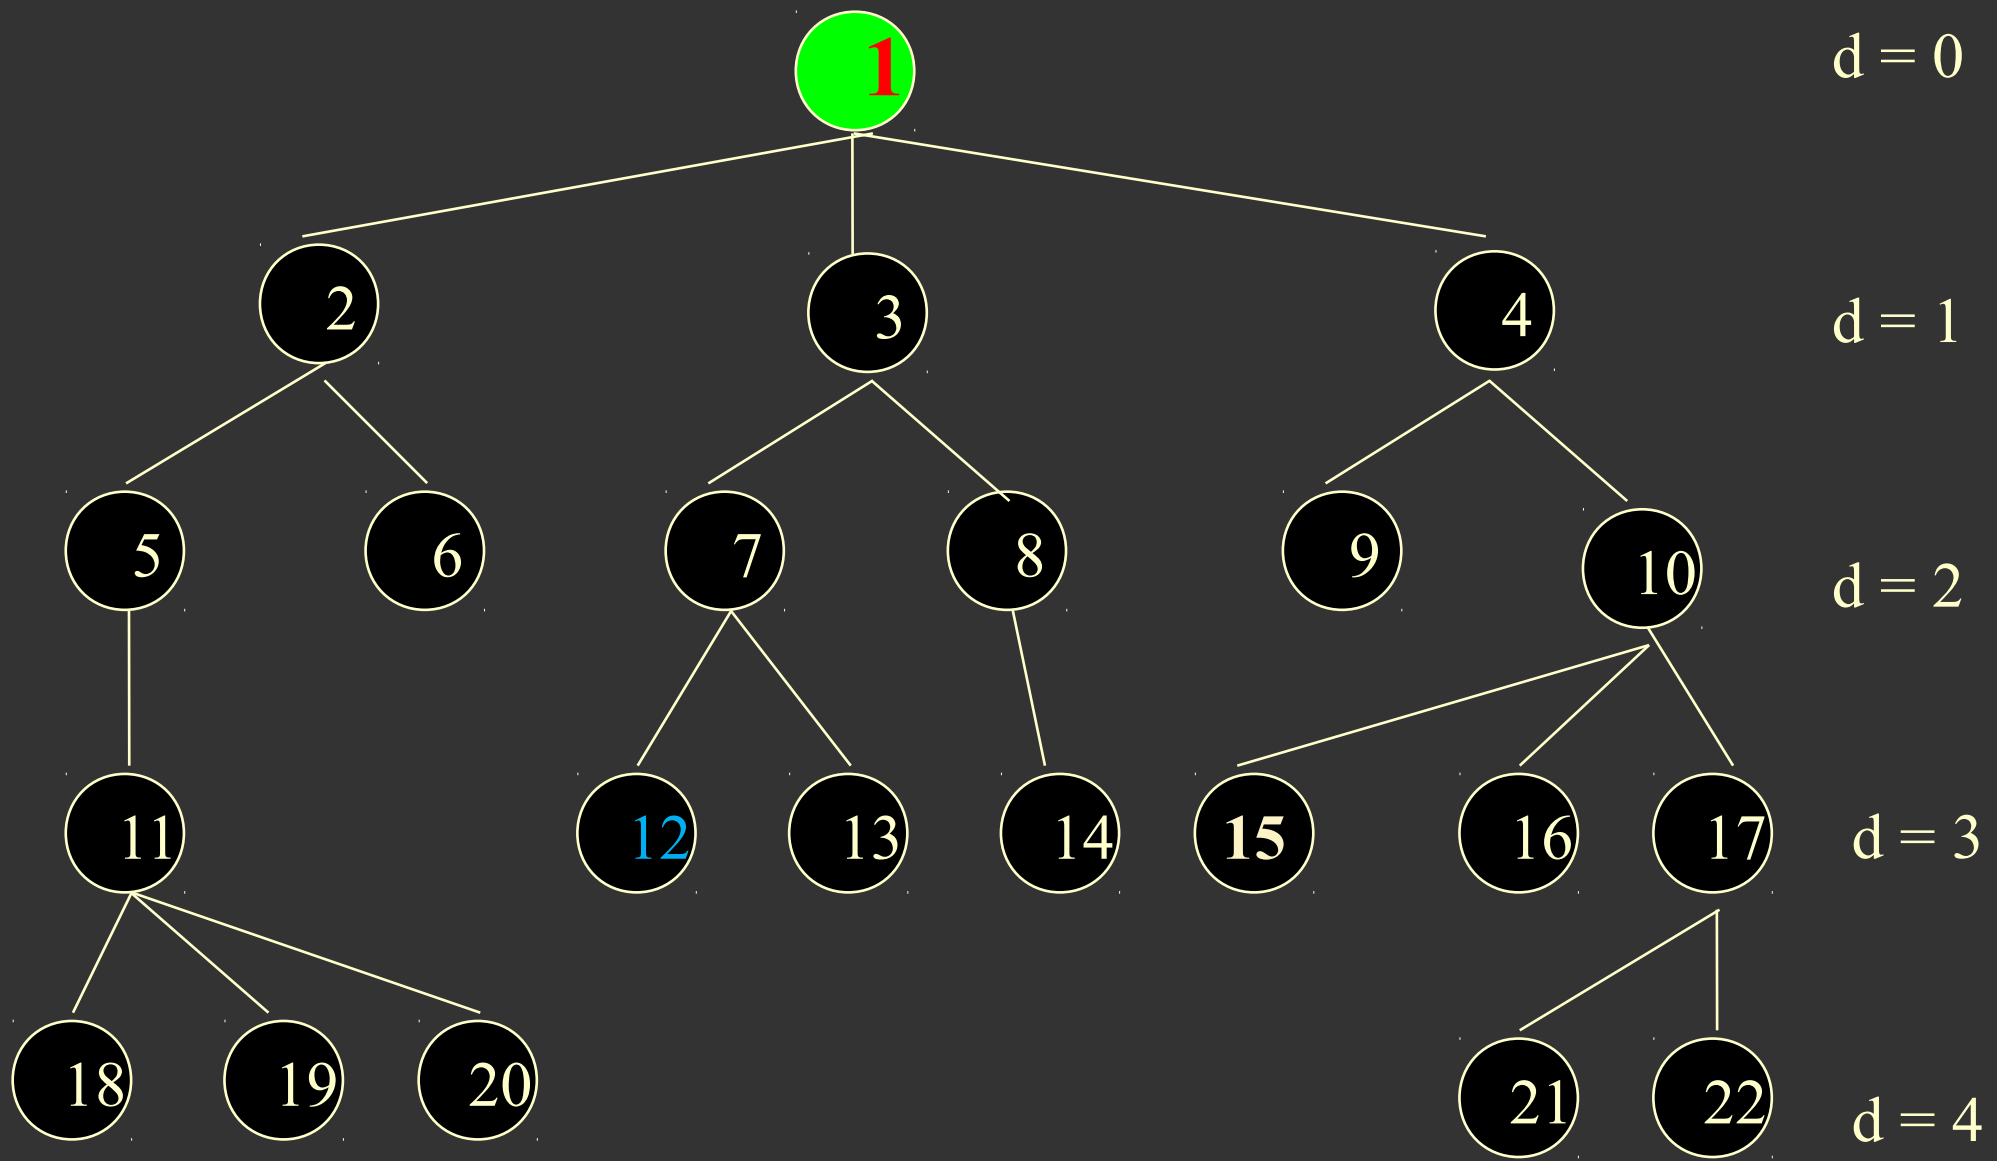 1 d = 0
2 3 4 d = 1
5 6 7 8 9 10 d = 2
11 12 13 14 15 16 17 d = 3
18 19 20 21 22 d = 4